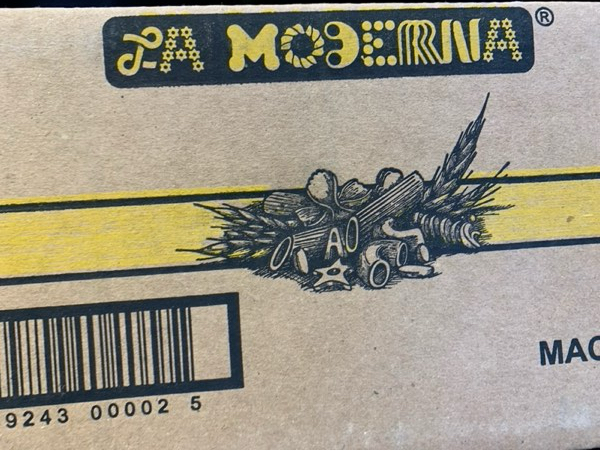 LA MODERNA®
A
9243 00002 5
MAC